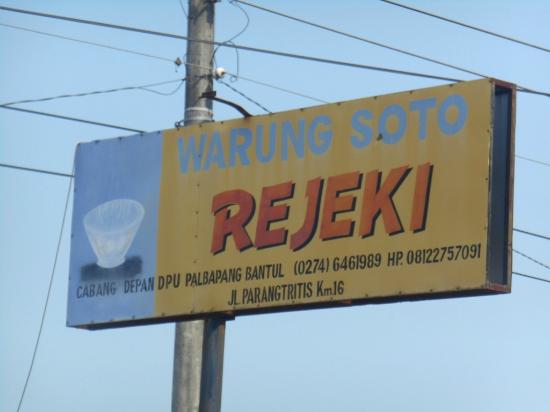 WARUNG SOTO
REJEKI
CABANG DEPAN DPU PALBAPANG BANTUL (0274) 6461989 HP. 08122757091
JL. PARANGTRITIS Km.16